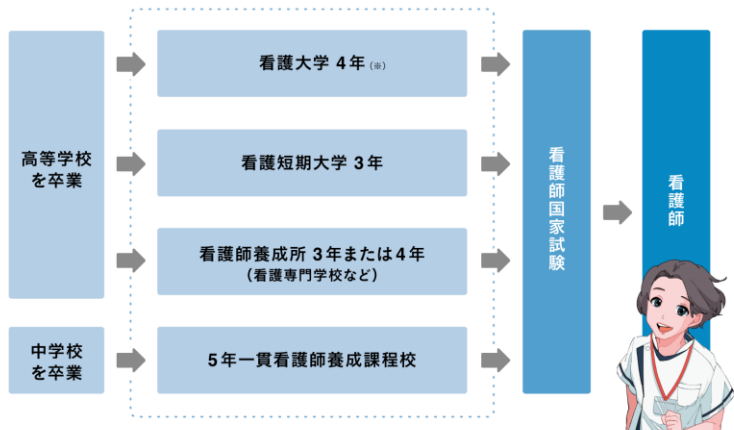 高等学校
を卒業
看護大学 4年(※)
看護短期大学 3年
看護師養成所 3年または4年
(看護専門学校など)
中学校
を卒業
5年一貫看護師養成課程校
看護師国家試験
看護師